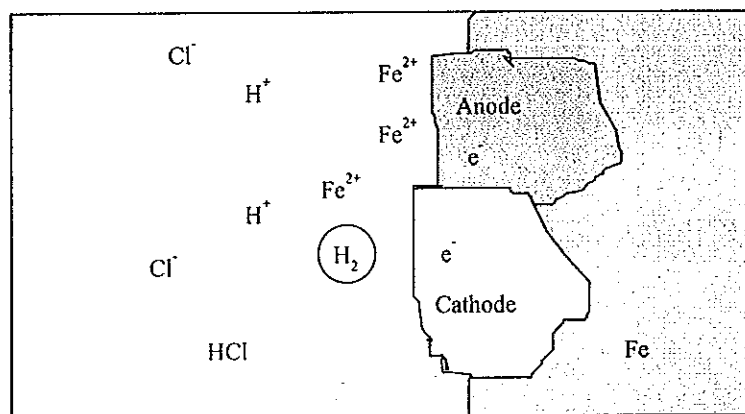 Cl⁻
H⁺
Fe²⁺
Anode
Fe²⁺
e⁻
Fe²⁺
H⁺
H₂
e⁻
Cl⁻
Cathode
HCl
Fe